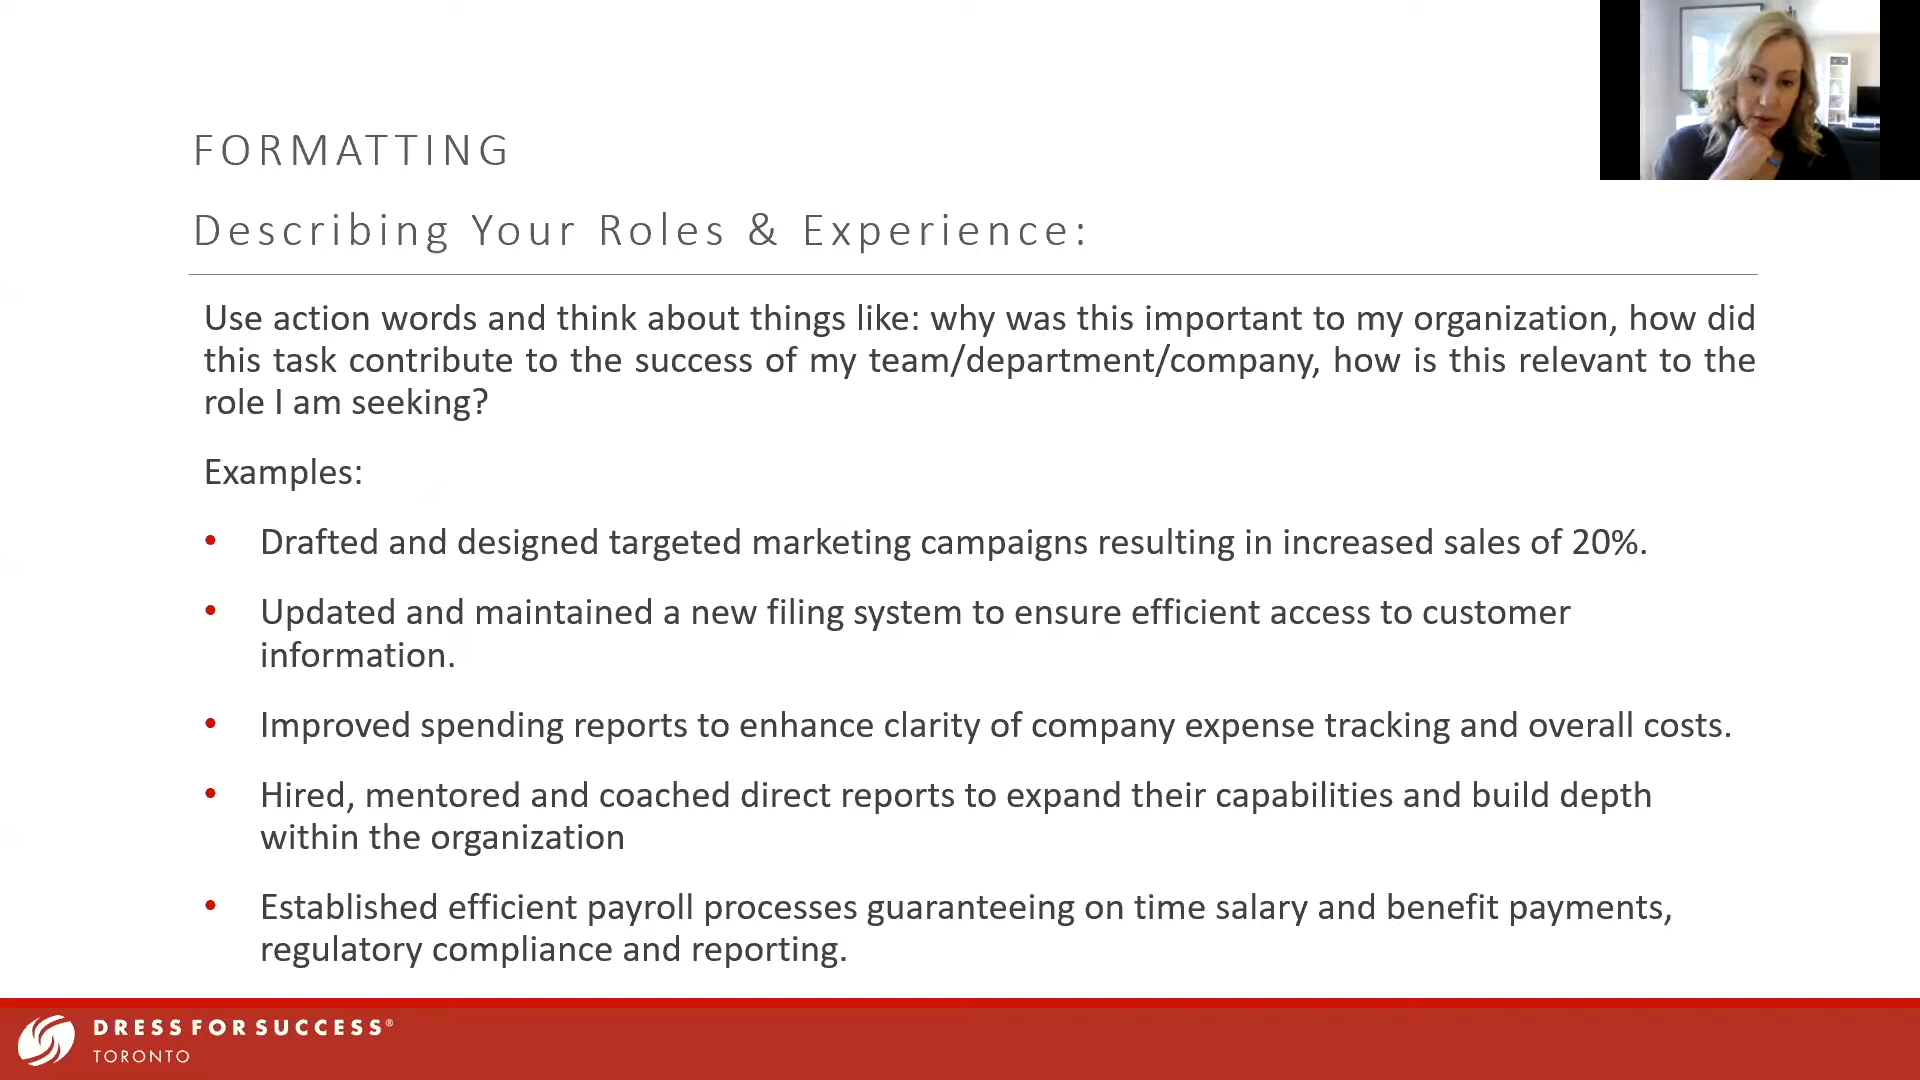 FORMATTING
Describing Your Roles & Experience:
Use action words and think about things like: why was this important to my organization, how did
this task contribute to the success of my team/department/company, how is this relevant to the
role I am seeking?
Examples:
• Drafted and designed targeted marketing campaigns resulting in increased sales of 20%.
• Updated and maintained a new filing system to ensure efficient access to customer
information.
• Improved spending reports to enhance clarity of company expense tracking and overall costs.
• Hired, mentored and coached direct reports to expand their capabilities and build depth
within the organization
• Established efficient payroll processes guaranteeing on time salary and benefit payments,
regulatory compliance and reporting.
DRESS FOR SUCCESS®
TORONTO